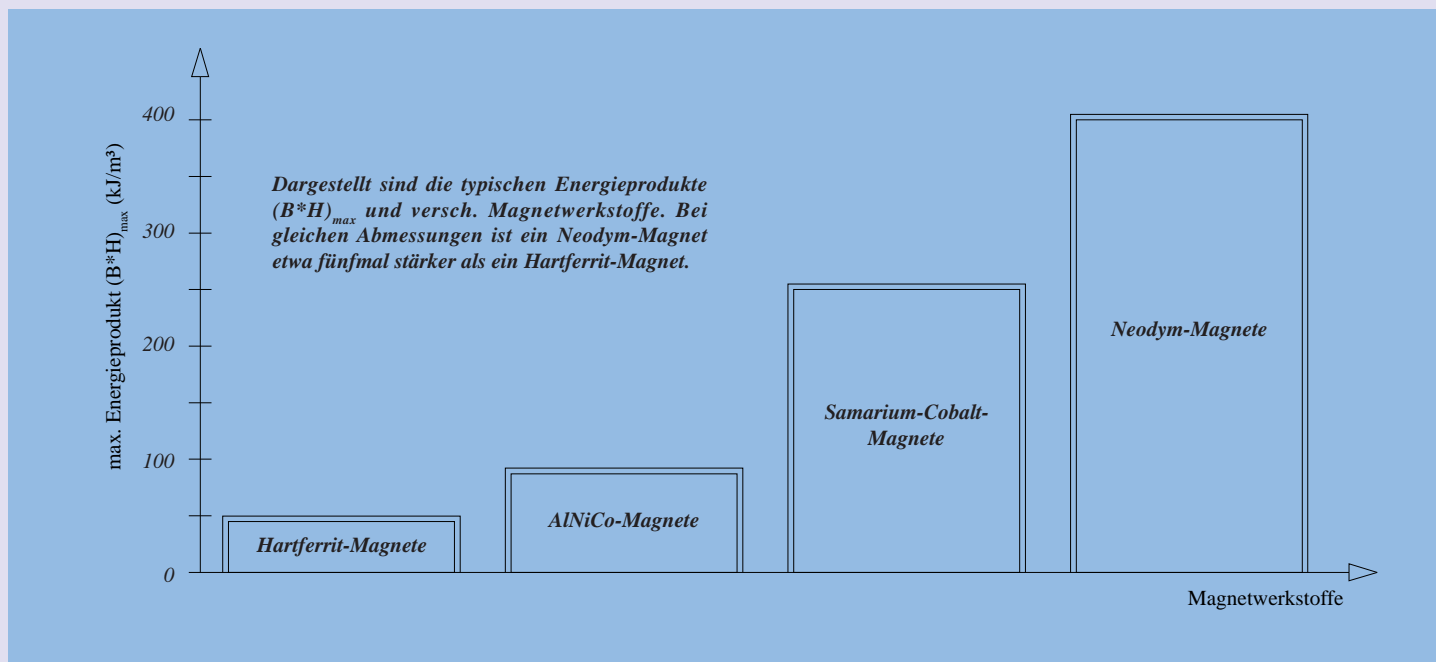 max. Energieprodukt (B*H)max (kJ/m³)
400
300
200
100
0
Dargestellt sind die typischen Energieprodukte
(B*H)max und versch. Magnetwerkstoffe. Bei
gleichen Abmessungen ist ein Neodym-Magnet
etwa fünfmal stärker als ein Hartferrit-Magnet.
Hartferrit-Magnete
AlNiCo-Magnete
Samarium-Cobalt-
Magnete
Neodym-Magnete
Magnetwerkstoffe